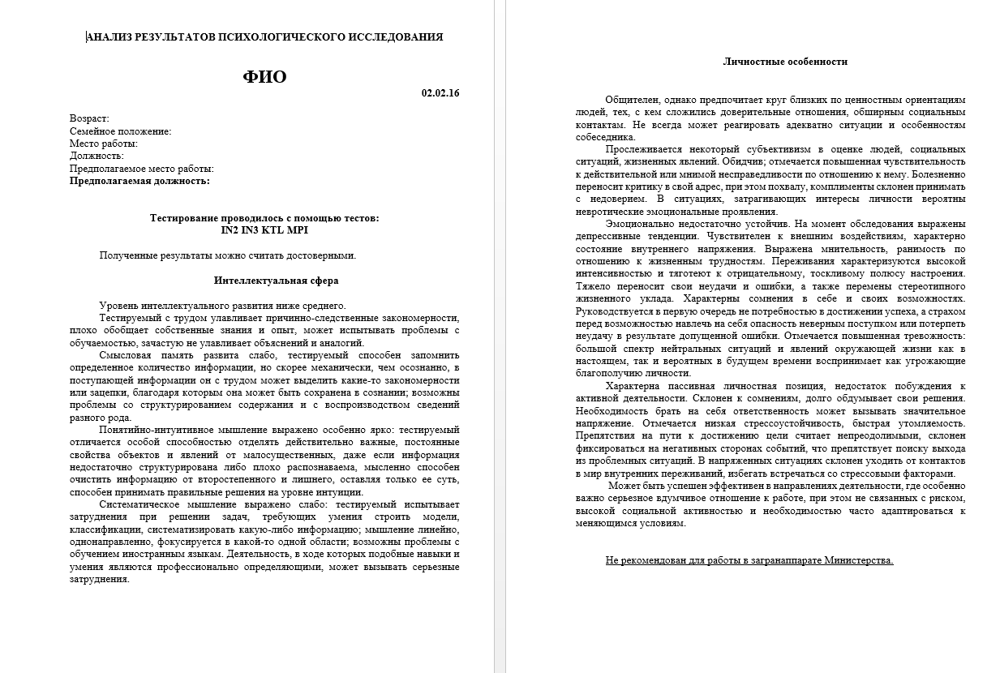 АНАЛИЗ РЕЗУЛЬТАТОВ ПСИХОЛОГИЧЕСКОГО ИССЛЕДОВАНИЯ
ФИО
02.02.16
Возраст:
Семейное положение:
Место работы:
Должность:
Предполагаемое место работы:
Предполагаемая должность:
Тестирование проводилось с помощью тестов:
IN2 IN3 KTL MPI
Полученные результаты можно считать достоверными.
Интеллектуальная сфера
Уровень интеллектуального развития ниже среднего.
Тестируемый с трудом улавливает причинно-следственные закономерности,
плохо обобщает собственные знания и опыт, может испытывать проблемы с
обучаемостью, зачастую не улавливает объяснений и аналогий.
Смысловая память развита слабо, тестируемый способен запомнить
определенное количество информации, но скорее механически, чем осознанно, в
поступающей информации он с трудом может выделить какие-то закономерности
или зацепки, благодаря которым она может быть сохранена в сознании; возможны
проблемы со структурированием содержания и с воспроизводством сведений
разного рода.
Понятийно-интуитивное мышление выражено особенно ярко: тестируемый
отличается особой способностью отделять действительно важные, постоянные
свойства объектов и явлений от малосущественных, даже если информация
недостаточно структурирована либо плохо распознаваема, мысленно способен
очистить информацию от второстепенного и лишнего, оставляя только ее суть,
способен принимать правильные решения на уровне интуиции.
Систематическое мышление выражено слабо: тестируемый испытывает
затруднения при решении задач, требующих умения строить модели,
классификации, систематизировать какую-либо информацию; мышление линейно,
однонаправленно, фокусируется в какой-то одной области; возможны проблемы с
обучением иностранным языкам. Деятельность, в ходе которых подобные навыки и
умения являются профессионально определяющими, может вызывать серьезные
затруднения.
Личностные особенности
Общителен, однако предпочитает круг близких по ценностным ориентациям
людей, тех, с кем сложились доверительные отношения, обширным социальным
контактам. Не всегда может реагировать адекватно ситуации и особенностям
собеседника.
Прослеживается некоторый субъективизм в оценке людей, социальных
ситуаций, жизненных явлений. Обидчив; отмечается повышенная чувствительность
к действительной или мнимой несправедливости по отношению к нему. Болезненно
переносит критику в свой адрес, при этом похвалу, комплименты склонен принимать
с недоверием. В ситуациях, затрагивающих интересы личности вероятны
невротические эмоциональные проявления.
Эмоционально недостаточно устойчив. На момент обследования выражены
депрессивные тенденции. Чувствителен к внешним воздействиям, характерно
состояние внутреннего напряжения. Выражена мнительность, ранимость по
отношению к жизненным трудностям. Переживания характеризуются высокой
интенсивностью и тяготеют к отрицательному, тоскливому полюсу настроения.
Тяжело переносит свои неудачи и ошибки, а также перемены стереотипного
жизненного уклада. Характерны сомнения в себе и своих возможностях.
Руководствуется в первую очередь не потребностью в достижении успеха, а страхом
перед возможностью навлечь на себя опасность неверным поступком или потерпеть
неудачу в результате допущенной ошибки. Отмечается повышенная тревожность:
большой спектр нейтральных ситуаций и явлений окружающей жизни как в
настоящем, так и вероятных в будущем времени воспринимает как угрожающие
благополучию личности.
Характерна пассивная личностная позиция, недостаток побуждения к
активной деятельности. Склонен к сомнениям, долго обдумывает свои решения.
Необходимость брать на себя ответственность может вызывать значительное
напряжение. Отмечается низкая стрессоустойчивость, быстрая утомляемость.
Препятствия на пути к достижению цели считает непреодолимыми, склонен
фиксироваться на негативных сторонах событий, что препятствует поиску выхода
из проблемных ситуаций. В напряженных ситуациях склонен уходить от контактов
в мир внутренних переживаний, избегать встречаться со стрессовыми факторами.
Может быть успешен эффективен в направлениях деятельности, где особенно
важно серьезное вдумчивое отношение к работе, при этом не связанных с риском,
высокой социальной активностью и необходимостью часто адаптироваться к
меняющимся условиям.
Не рекомендован для работы в загранаппарате Министерства.